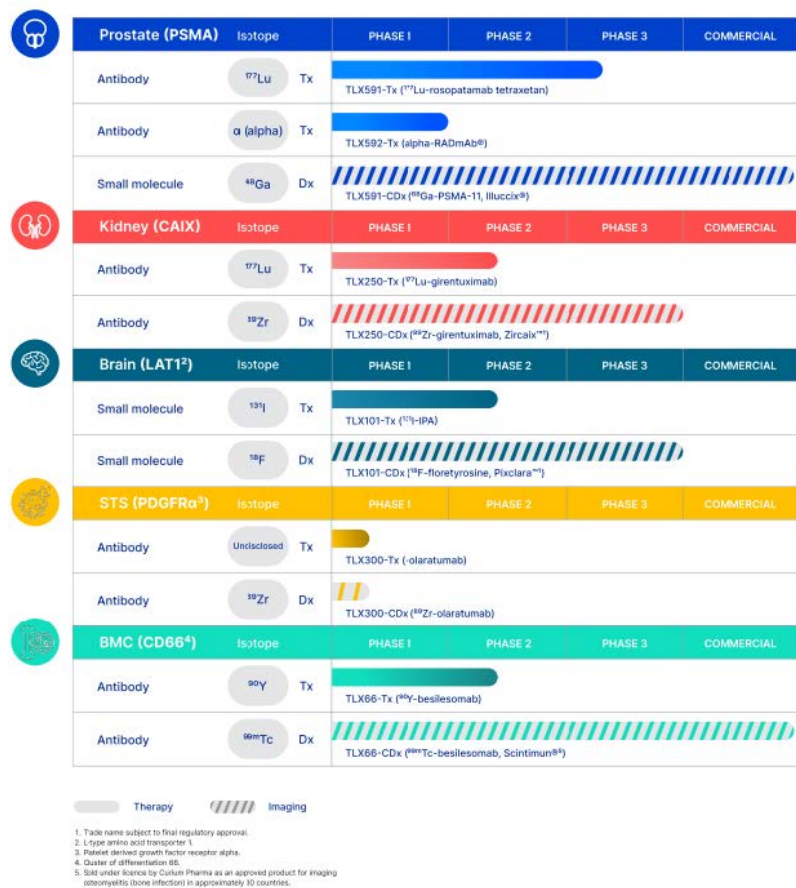 Prostate (PSMA) Isotope PHASE 1 PHASE 2 PHASE 3 COMMERCIAL
Antibody ¹⁷⁷Lu Tx
TLX591-Tx (¹⁷⁷Lu-rosopatamab tetraxetan)
Antibody α (alpha) Tx
TLX592-Tx (alpha-RADmAb®)
Small molecule ⁶⁸Ga Dx
TLX591-CDx (⁶⁸Ga-PSMA-11, Illuccix®)
Kidney (CAIX) Isotope PHASE 1 PHASE 2 PHASE 3 COMMERCIAL
Antibody ¹⁷⁷Lu Tx
TLX250-Tx (¹⁷⁷Lu-girentuximab)
Antibody ⁸⁹Zr Dx
TLX250-CDx (⁸⁹Zr-girentuximab, Zircaix™¹)
Brain (LAT1²) Isotope PHASE 1 PHASE 2 PHASE 3 COMMERCIAL
Small molecule ¹³¹I Tx
TLX101-Tx (¹³¹I-IPA)
Small molecule ¹⁸F Dx
TLX101-CDx (¹⁸F-floretyrosine, Pixclara™¹)
STS (PDGFRα³) Isotope PHASE 1 PHASE 2 PHASE 3 COMMERCIAL
Antibody Undisclosed Tx
TLX300-Tx (-olaratumab)
Antibody ⁸⁹Zr Dx
TLX300-CDx (⁸⁹Zr-olaratumab)
BMC (CD66⁴) Isotope PHASE 1 PHASE 2 PHASE 3 COMMERCIAL
Antibody ⁹⁰Y Tx
TLX66-Tx (⁹⁰Y-besilesomab)
Antibody ⁹⁹ᵐTc Dx
TLX66-CDx (⁹⁹ᵐTc-besilesomab, Scintimun®⁵)
Therapy Imaging
1. Trade name subject to final regulatory approval.
2. L-type amino acid transporter 1.
3. Platelet derived growth factor receptor alpha.
4. Cluster of differentiation 66.
5. Sold under licence by Curium Pharma as an approved product for imaging
osteomyelitis (bone infection) in approximately 30 countries.